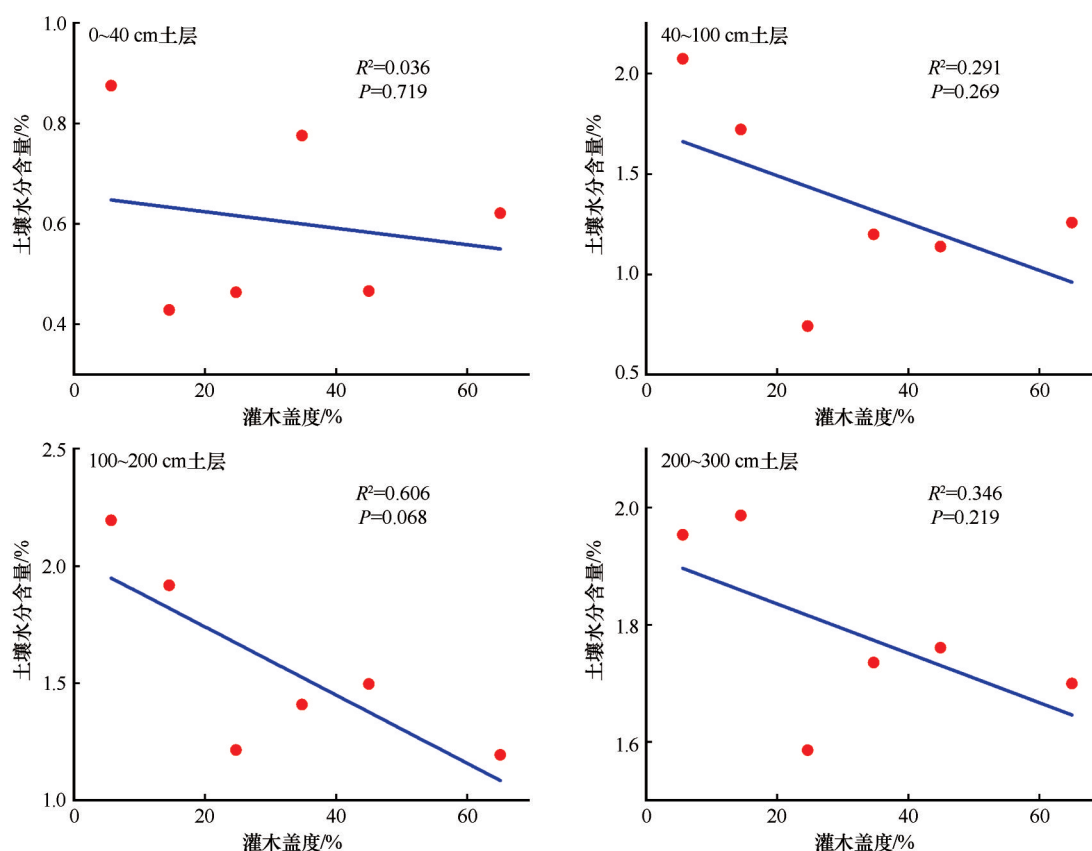 0~40 cm土层
R²=0.036
P=0.719
土壤水分含量/%
1.0
0.8
0.6
0.4
0 20 40 60
灌木盖度/%
40~100 cm土层
R²=0.291
P=0.269
土壤水分含量/%
2.0
1.5
1.0
0.5
0 20 40 60
灌木盖度/%
100~200 cm土层
R²=0.606
P=0.068
土壤水分含量/%
2.5
2.0
1.5
1.0
0 20 40 60
灌木盖度/%
200~300 cm土层
R²=0.346
P=0.219
土壤水分含量/%
2.0
1.8
1.6
0 20 40 60
灌木盖度/%